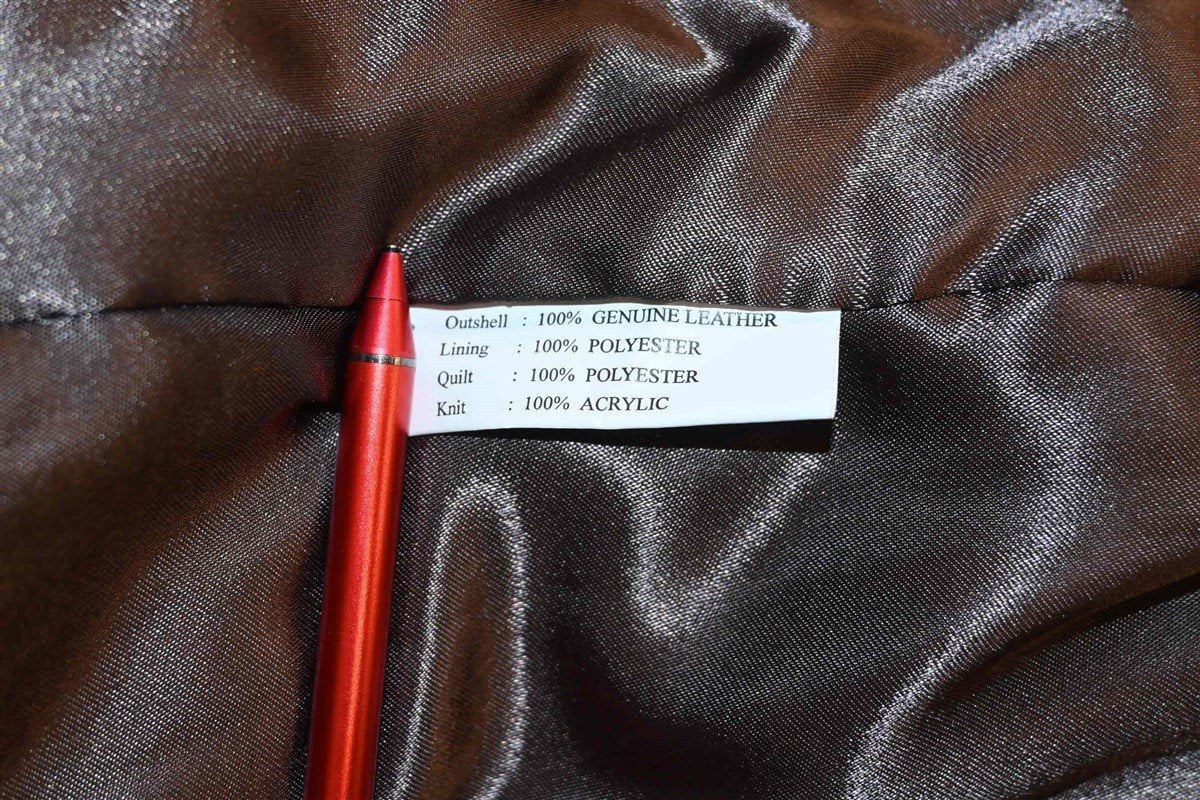 Outshell : 100% GENUINE LEATHER
Lining : 100% POLYESTER
Quilt : 100% POLYESTER
Knit : 100% ACRYLIC